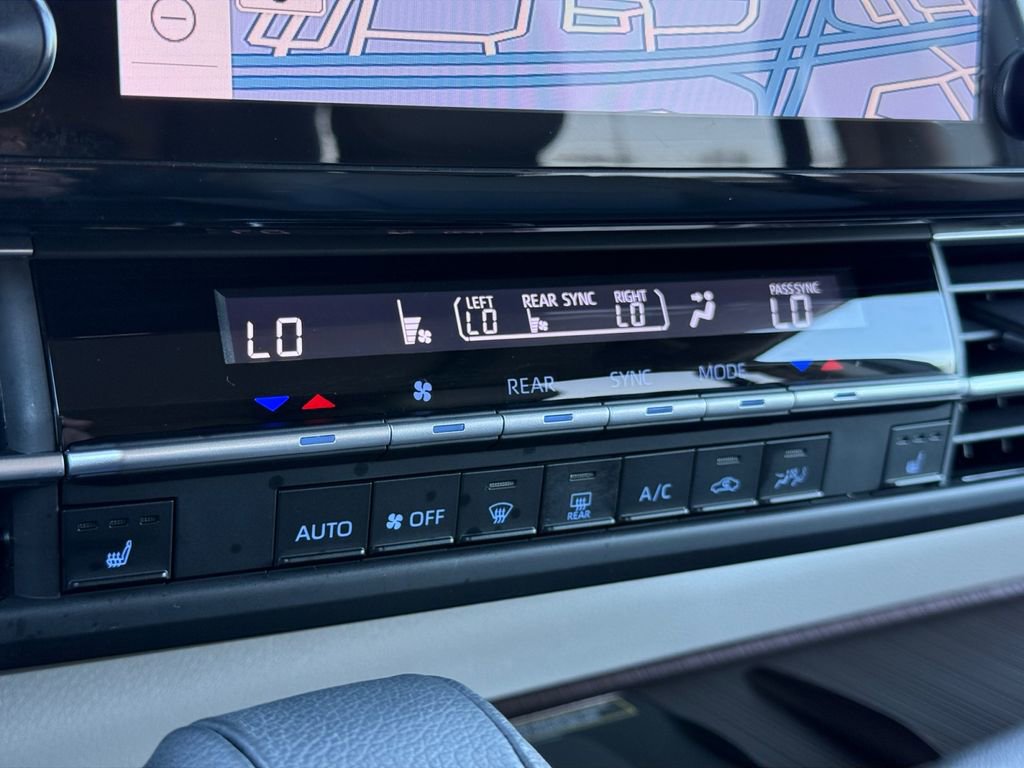 LEFT REAR SYNC RIGHT PASS SYNC
LO LO LO LO
REAR SYNC MODE
AUTO OFF REAR A/C